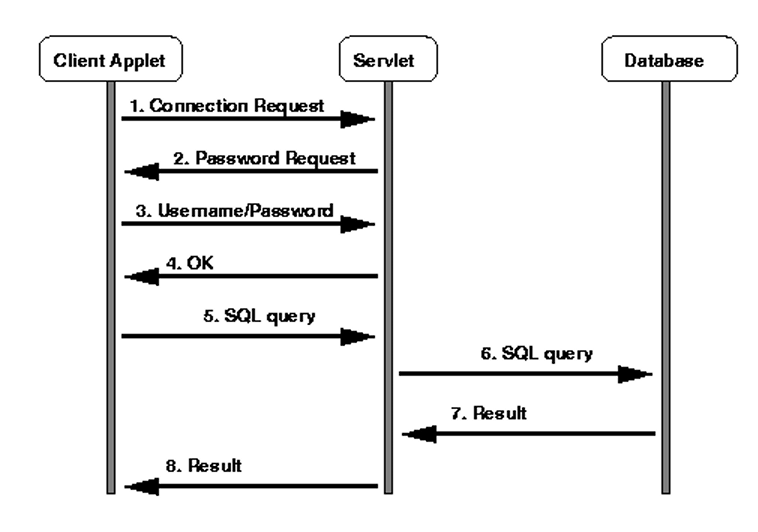 Client Applet
Servlet
Database
1. Connection Request
2. Password Request
3. Username/Password
4. OK
5. SQL query
6. SQL query
7. Result
8. Result